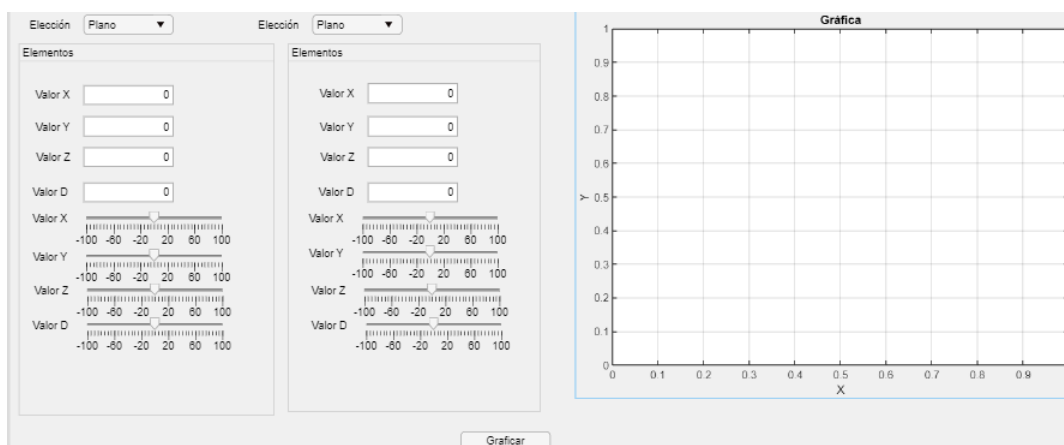 Elección Plano ▼
Elección Plano ▼
Elementos
Valor X 0
Valor Y 0
Valor Z 0
Valor D 0
Valor X
-100 -60 -20 20 60 100
Valor Y
-100 -60 -20 20 60 100
Valor Z
-100 -60 -20 20 60 100
Valor D
-100 -60 -20 20 60 100
Elementos
Valor X 0
Valor Y 0
Valor Z 0
Valor D 0
Valor X
-100 -60 -20 20 60 100
Valor Y
-100 -60 -20 20 60 100
Valor Z
-100 -60 -20 20 60 100
Valor D
-100 -60 -20 20 60 100
Gráfica
1
0.9
0.8
0.7
0.6
Y 0.5
0.4
0.3
0.2
0.1
0
0 0.1 0.2 0.3 0.4 0.5 0.6 0.7 0.8 0.9
X
Graficar